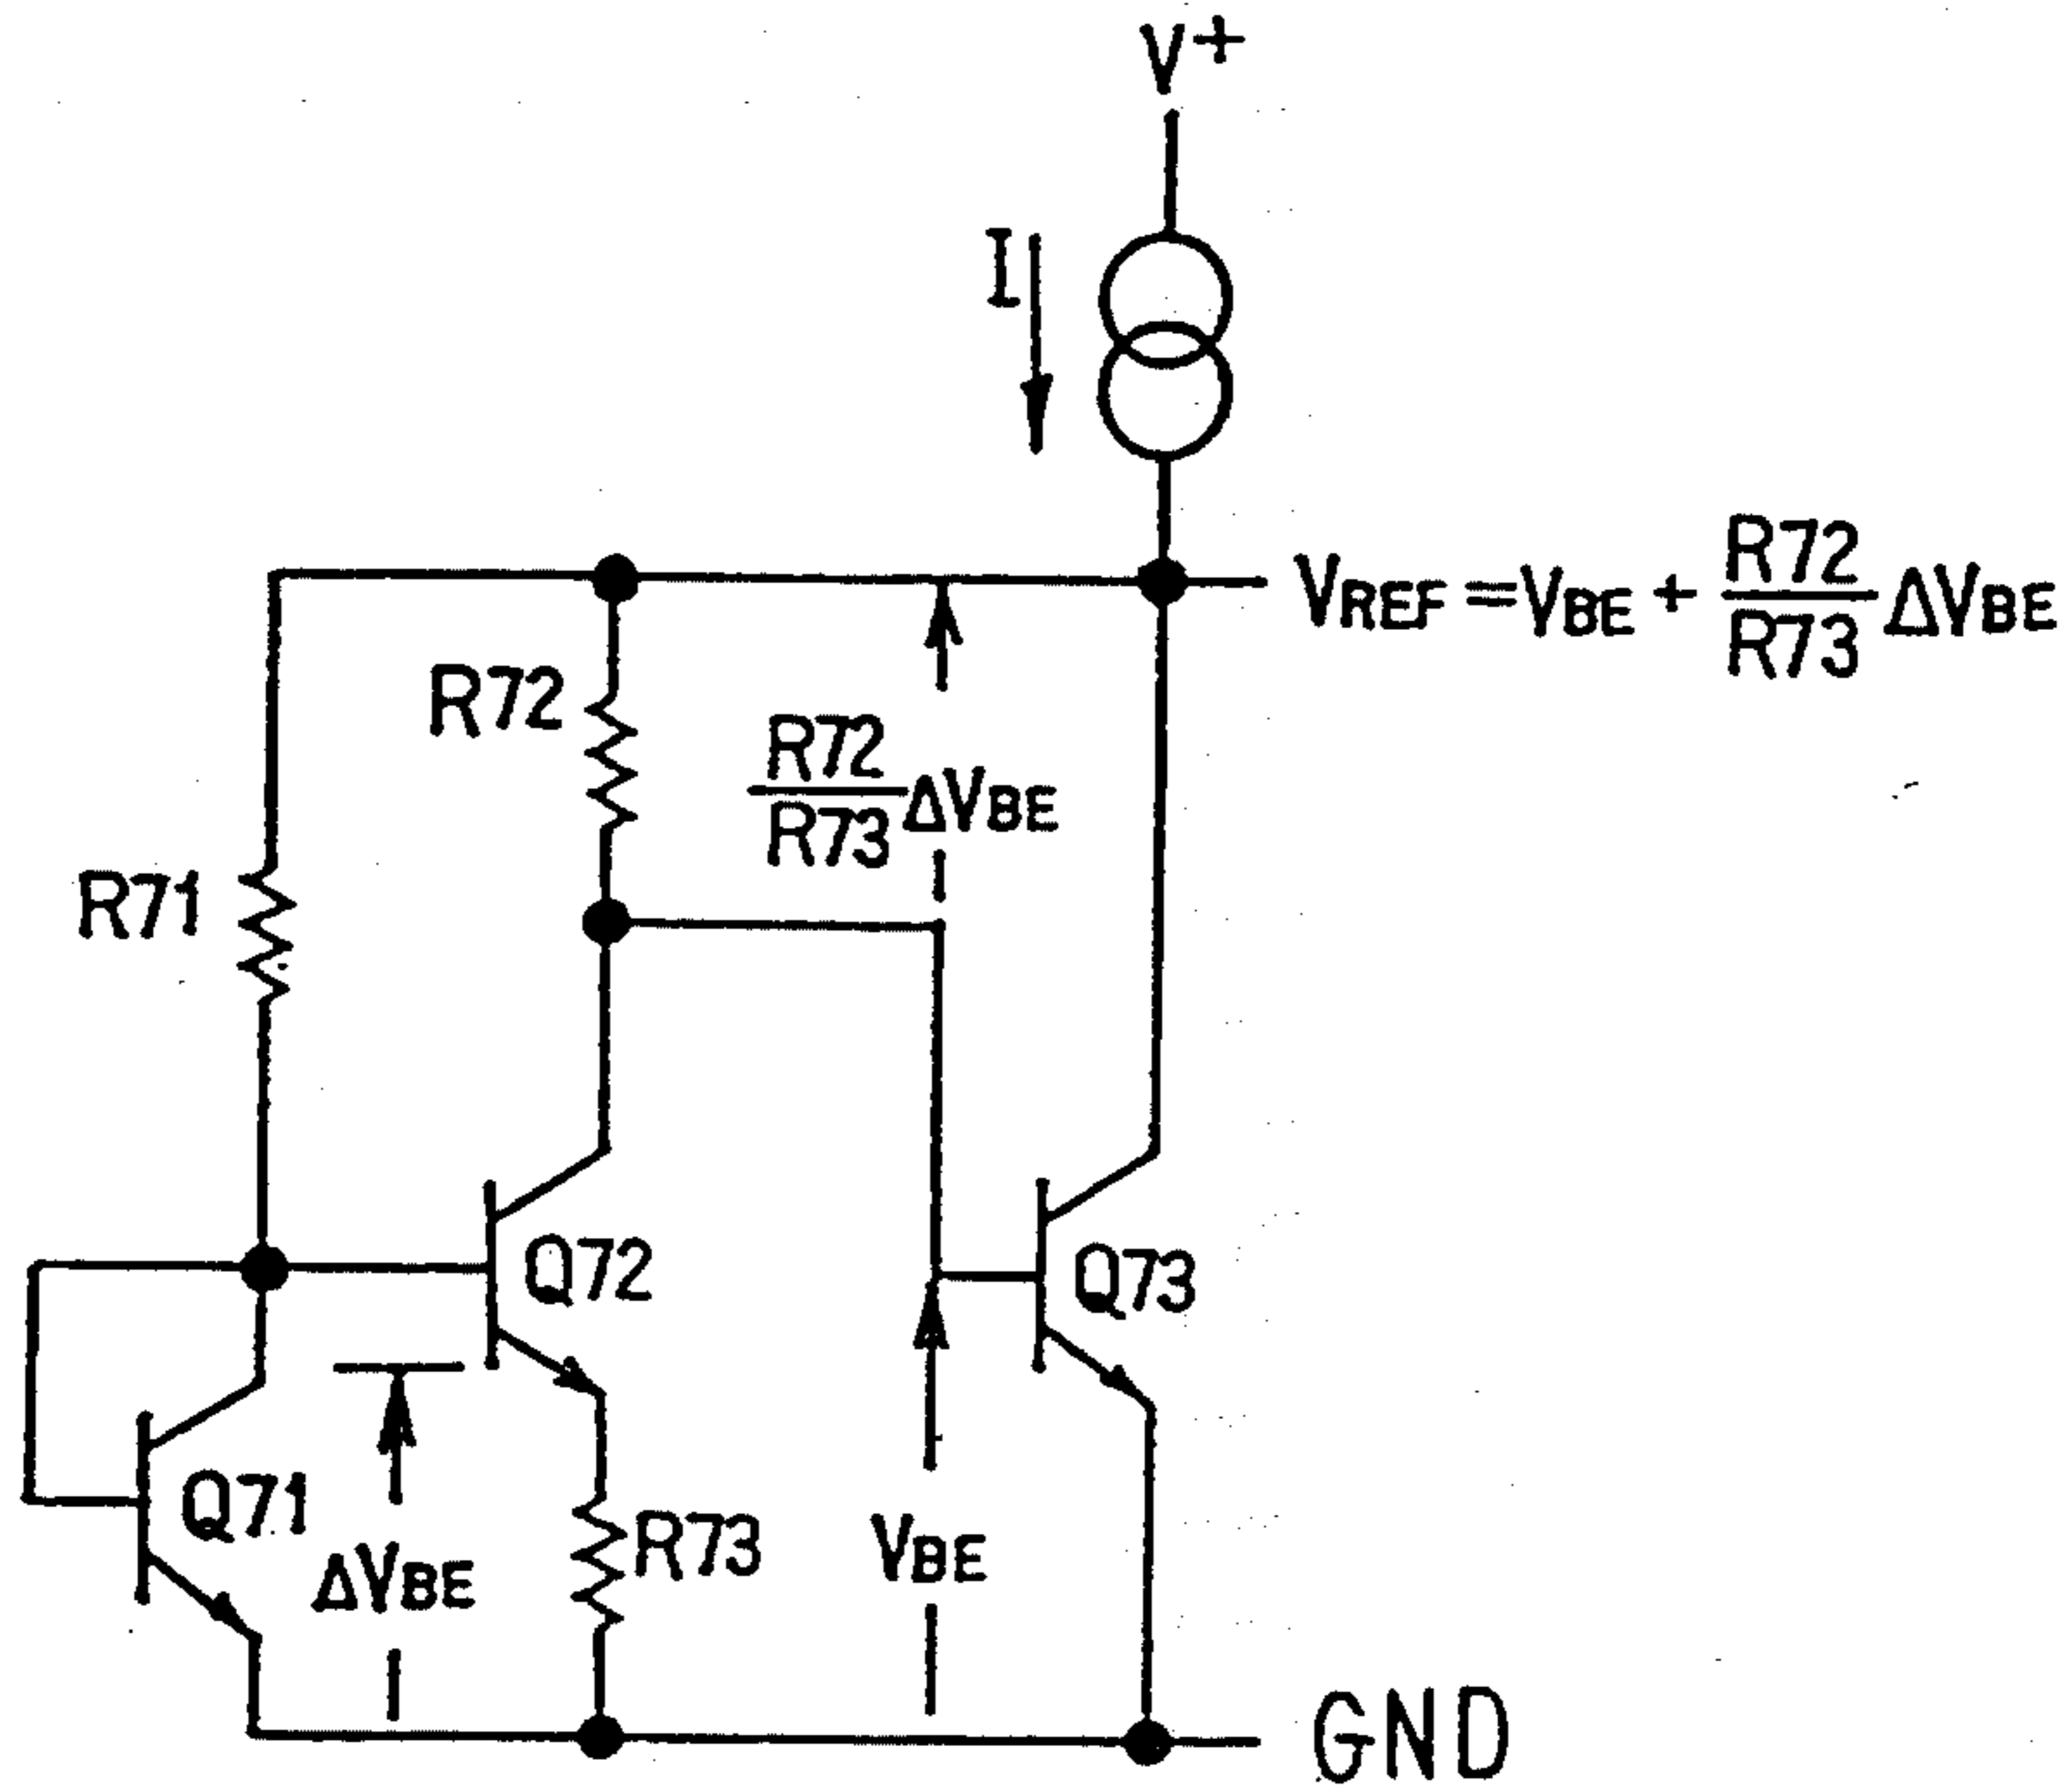 V+
I
VREF = VBE + R72/R73 ΔVBE
R72
R72/R73 ΔVBE
R71
Q72
Q73
Q71
R73
ΔVBE
VBE
GND